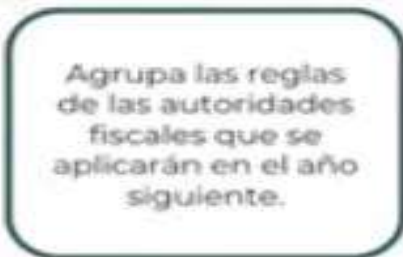 Agrupa las reglas
de las autoridades
fiscales que se
aplicarán en el año
siguiente.